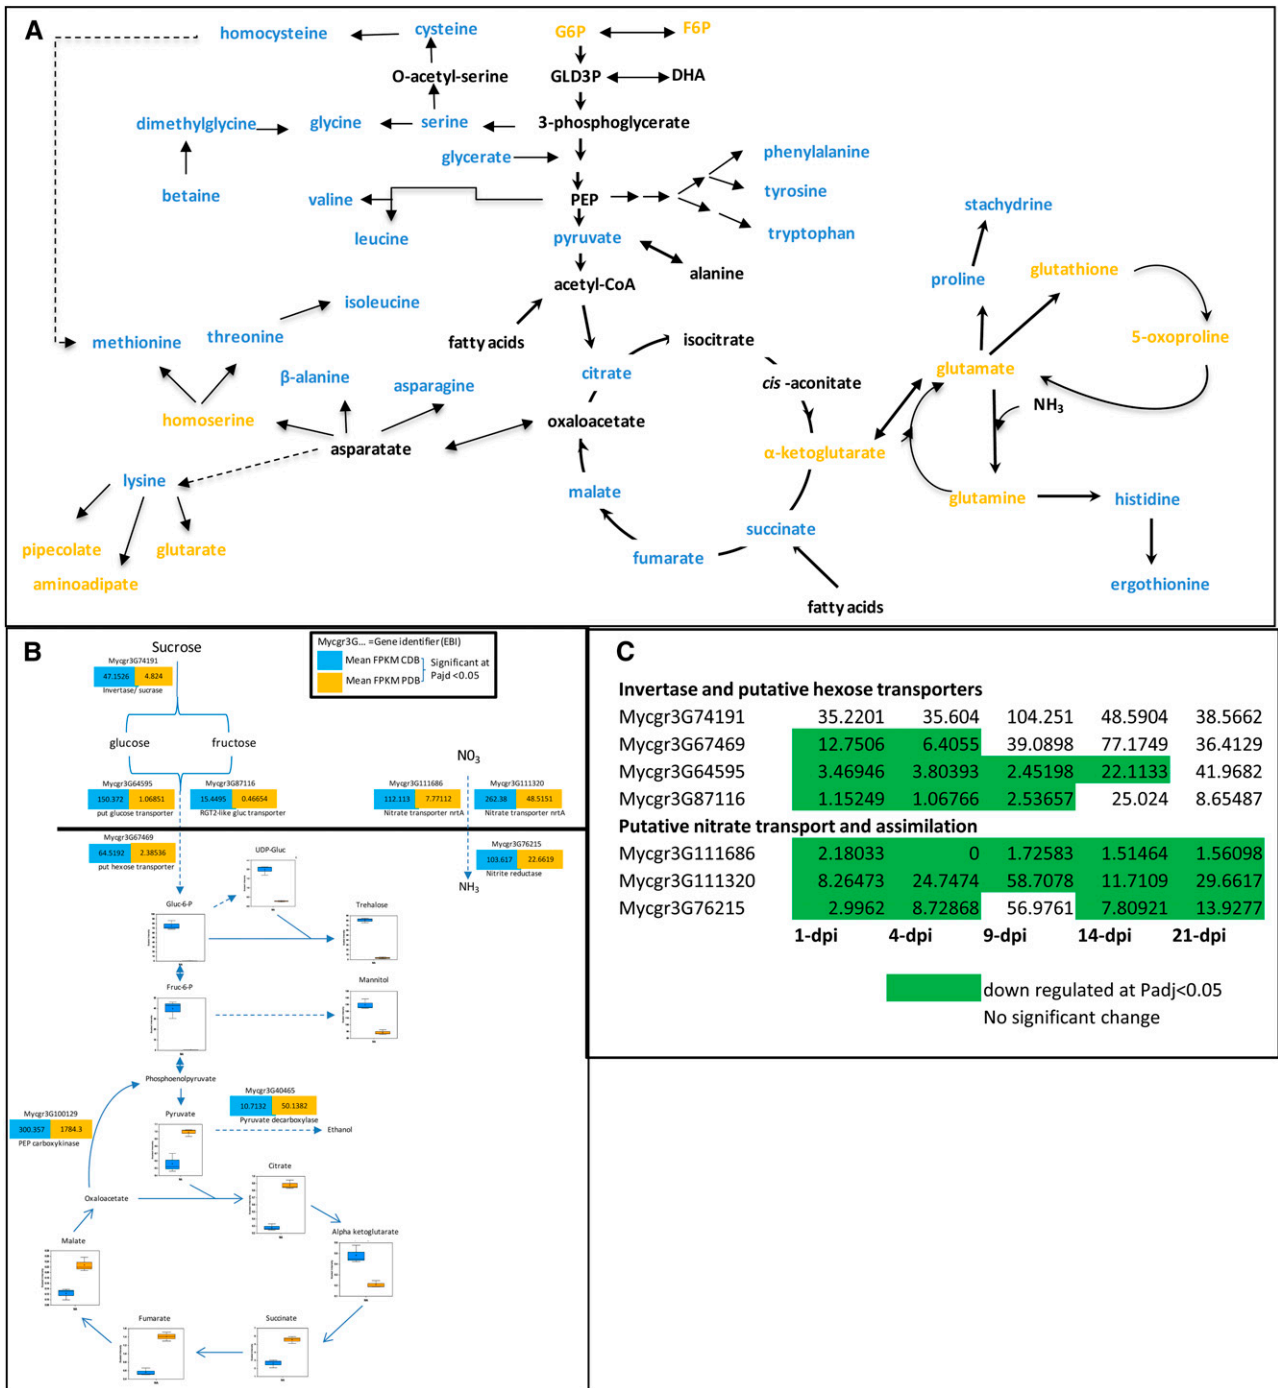 A
homocysteine
cysteine
G6P
F6P
O-acetyl-serine
GLD3P
DHA
dimethylglycine
glycine
serine
3-phosphoglycerate
glycerate
phenylalanine
betaine
valine
PEP
tyrosine
leucine
pyruvate
tryptophan
stachydrine
alanine
proline
glutathione
acetyl-CoA
isoleucine
methionine
threonine
fatty acids
isocitrate
5-oxoproline
β-alanine
asparagine
citrate
cis -aconitate
glutamate
homoserine
oxaloacetate
NH3
asparatate
α-ketoglutarate
lysine
malate
glutamine
histidine
pipecolate
glutarate
succinate
aminoadipate
fumarate
ergothionine
fatty acids
B
Sucrose
Mycgr3G74191
47.1526 4.824
Invertase/ sucrase
Mycgr3G... =Gene identifier(EBI)
Mean FPKM CDB
Mean FPKM PDB
Significant at
Pajd <0.05
glucose
fructose
NO3
Mycgr3G64595
150.372 1.06851
put glucose transporter
Mycgr3G87116
15.4495 0.46654
RGT2-like gluc transporter
Mycgr3G111686
112.113 7.77112
Nitrate transporter nrtA
Mycgr3G111320
262.38 48.5151
Nitrate transporter nrtA
Mycgr3G67469
64.5192 2.38536
put hexose transporter
UDP-Gluc
Mycgr3G76215
103.617 22.6619
Nitrite reductase
NH3
Gluc-6-P
Trehalose
Fruc-6-P
Mannitol
Phosphoenolpyruvate
Mycgr3G40465
10.7132 50.1382
Pyruvate decarboxylase
Ethanol
Mycgr3G100129
300.357 1784.3
PEP carboxykinase
Pyruvate
Citrate
Oxaloacetate
Alpha ketoglutarate
Malate
Fumarate
Succinate
C
Invertase and putative hexose transporters
Mycgr3G74191 35.2201 35.604 104.251 48.5904 38.5662
Mycgr3G67469 12.7506 6.4055 39.0898 77.1749 36.4129
Mycgr3G64595 3.46946 3.80393 2.45198 22.1133 41.9682
Mycgr3G87116 1.15249 1.06766 2.53657 25.024 8.65487
Putative nitrate transport and assimilation
Mycgr3G111686 2.18033 0 1.72583 1.51464 1.56098
Mycgr3G111320 8.26473 24.7474 58.7078 11.7109 29.6617
Mycgr3G76215 2.9962 8.72868 56.9761 7.80921 13.9277
1-dpi 4-dpi 9-dpi 14-dpi 21-dpi
down regulated at Padj<0.05
No significant change